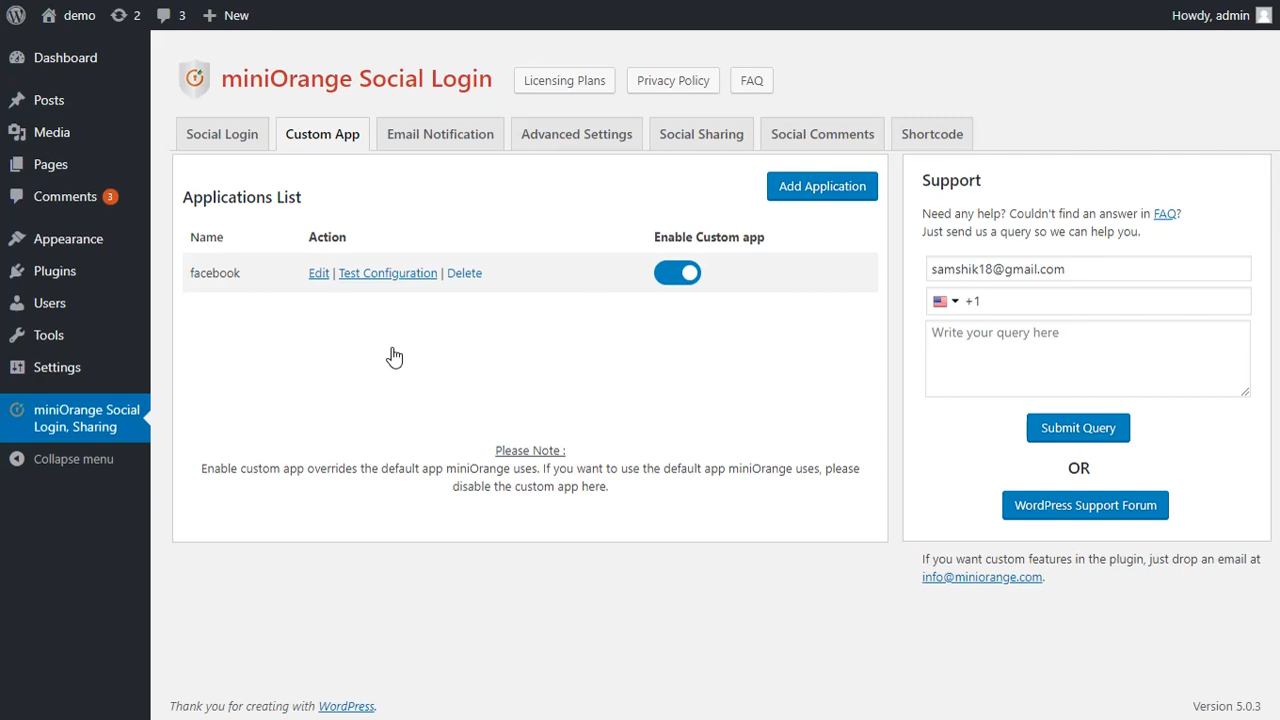 demo
2
3
New
Howdy, admin
Dashboard
Posts
Media
Pages
Comments 3
Appearance
Plugins
Users
Tools
Settings
miniOrange Social
Login, Sharing
Collapse menu
miniOrange Social Login
Licensing Plans
Privacy Policy
FAQ
Social Login
Custom App
Email Notification
Advanced Settings
Social Sharing
Social Comments
Shortcode
Applications List
Add Application
Name Action Enable Custom app
facebook Edit | Test Configuration | Delete
Please Note :
Enable custom app overrides the default app miniOrange uses. If you want to use the default app miniOrange uses, please
disable the custom app here.
Support
Need any help? Couldn't find an answer in FAQ?
Just send us a query so we can help you.
samshik18@gmail.com
+1
Write your query here
Submit Query
OR
WordPress Support Forum
If you want custom features in the plugin, just drop an email at
info@miniorange.com.
Thank you for creating with WordPress.
Version 5.0.3